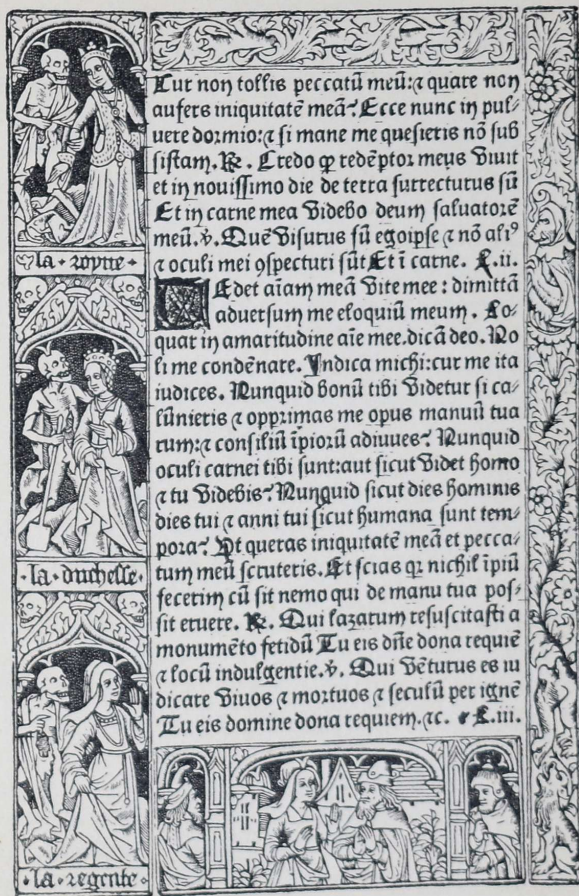 Cur non tollis peccatū meū: ⁊ quare non
aufers iniquitatē meā? Ecce nunc in pul-
uere dormio: ⁊ si mane me quesieris nō sub
sistam. ℟. Credo ꝙ redēptor meus viuit
et in nouissimo die de terra surrecturus sū
Et in carne mea videbo deum saluatorē
meū. ℣. Quē visurus sū ego ipse ⁊ nō aliꝰ
⁊ oculi mei ꝯspecturi sūt Et ī carne. L. ii.
Tedet aīam meā vite mee: dimittā
aduersum me eloquiū meum. Lo-
quar in amaritudine aīe mee. dicā deo. No
li me condēnare. Indica michi: cur me ita
iudices. Nunquid bonū tibi videtur si ca-
lūnieris ⁊ opprimas me opus manuū tua
rum: ⁊ consiliū īpiorū adiuues? Nunquid
oculi carnei tibi sunt: aut sicut videt homo
⁊ tu videbis? Nunquid sicut dies hominis
dies tui ⁊ anni tui sicut humana sunt tem-
pora? Ut queras iniquitatē meā et pecca-
tum meū scruteris. Et scias qꝛ nichil īpiū
fecerim cū sit nemo qui de manu tua pos-
sit eruere. ℟. Qui lazarum resuscitasti a
monumēto fetidū Tu eis dn̄e dona requiē
⁊ locū indulgentie. ℣. Qui vēturus es iu
dicare viuos ⁊ mortuos ⁊ seculū per ignē
Tu eis domine dona requiem. ⁊c. L. iii.
la royne
la duchesse
la regente